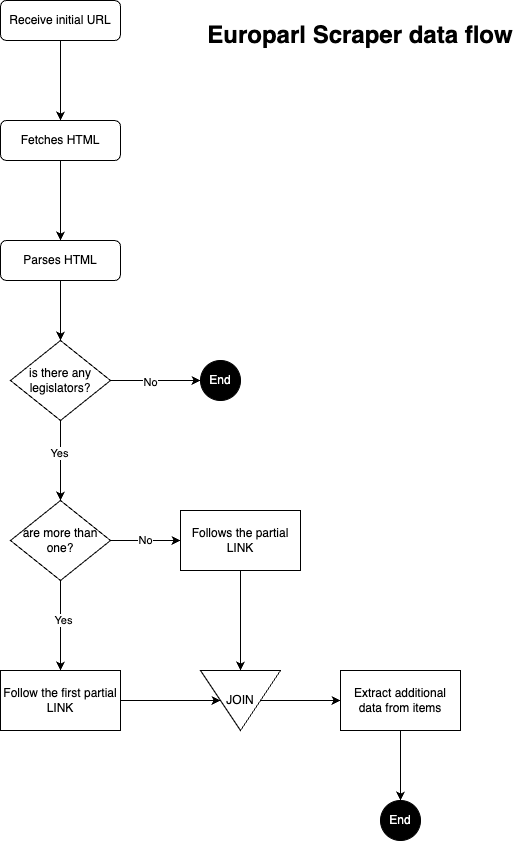 Receive initial URL
Europarl Scraper data flow
Fetches HTML
Parses HTML
is there any
legislators?
No
End
Yes
are more than
one?
No
Follows the partial
LINK
Yes
Follow the first partial
LINK
JOIN
Extract additional
data from items
End